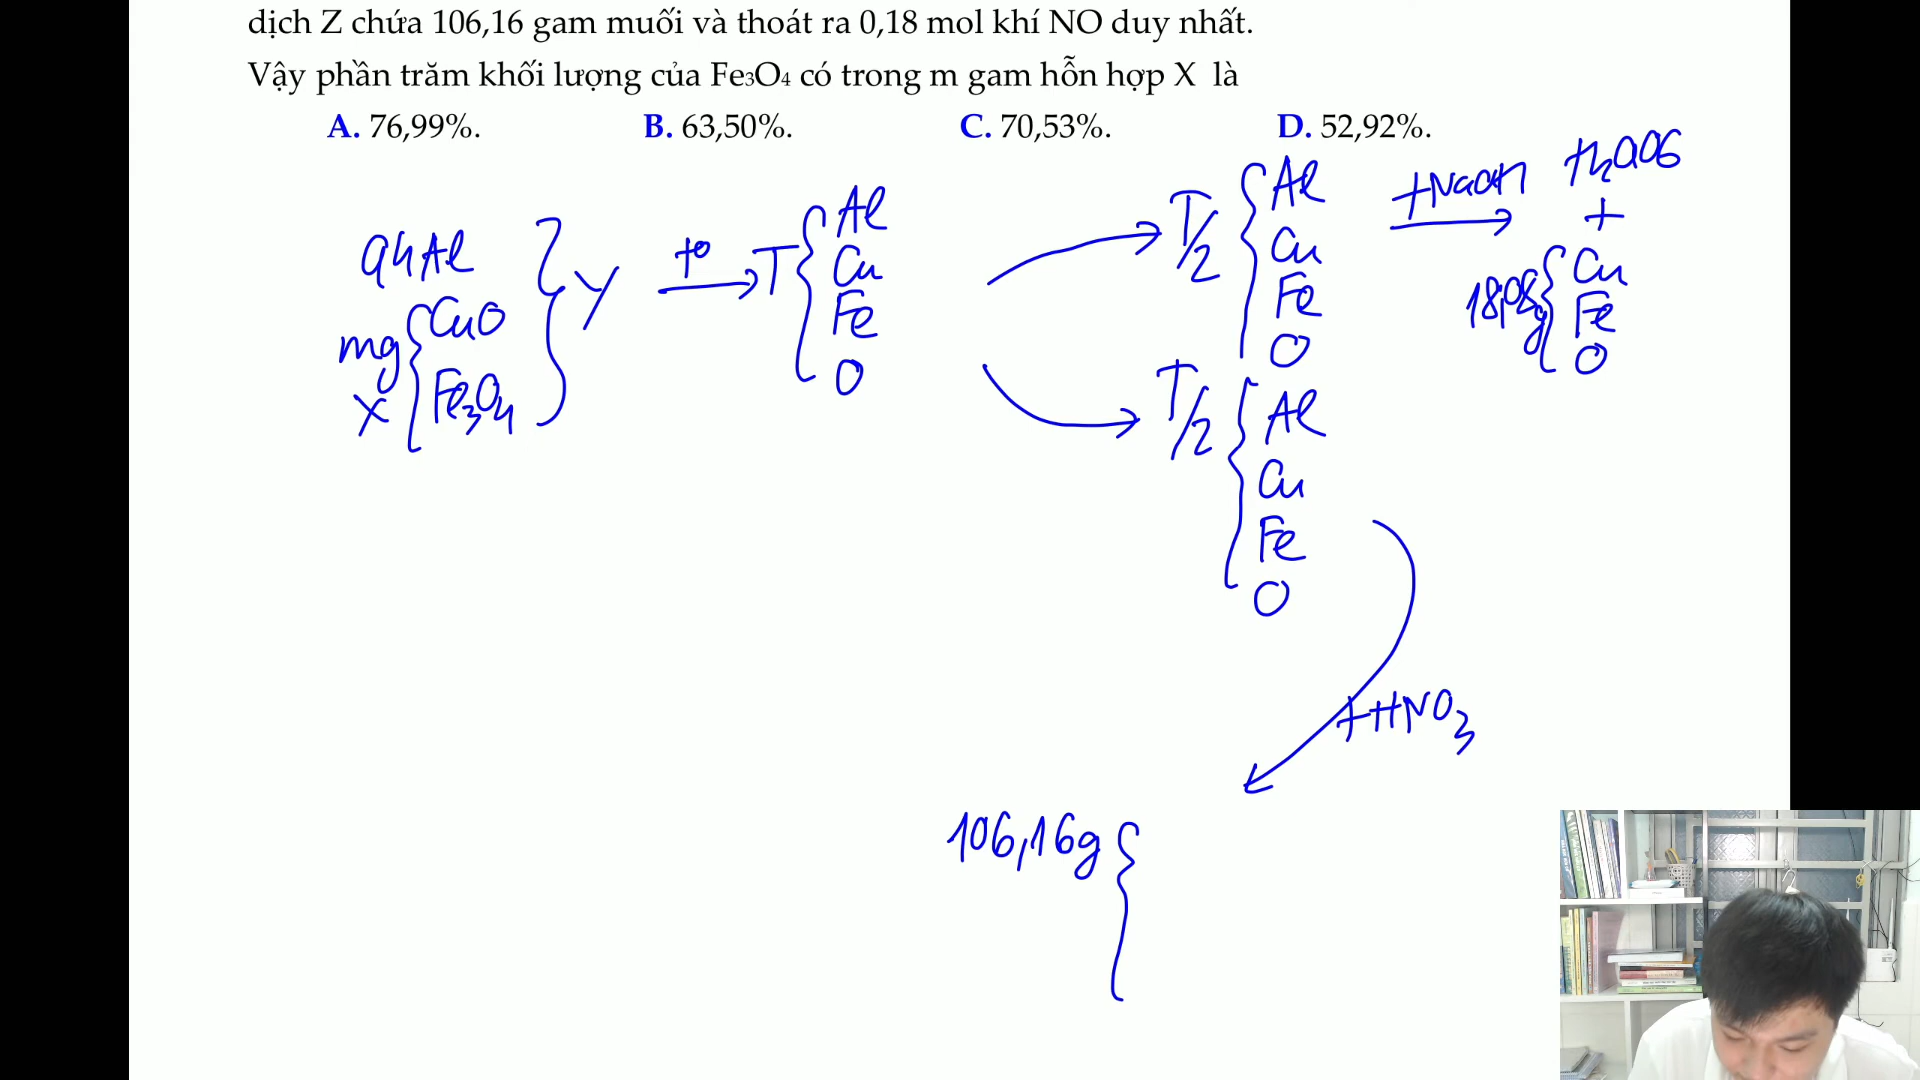 dịch Z chứa 106,16 gam muối và thoát ra 0,18 mol khí NO duy nhất.
Vậy phần trăm khối lượng của Fe₃O₄ có trong m gam hỗn hợp X là
A. 76,99%. B. 63,50%. C. 70,53%. D. 52,92%.
0,4 Al
mg X { CuO
Fe₃O₄
} Y
t° → T { Al
Cu
Fe
O
T/2 { Al
Cu
Fe
O
+NaOH →
H₂ 0,06
+
18,08g { Cu
Fe
O
T/2 { Al
Cu
Fe
O
+HNO₃
106,16g {